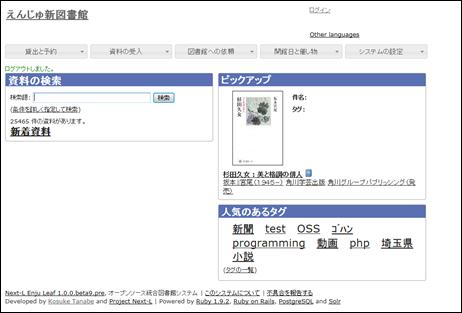 えんじゅ新図書館
ログイン
Other languages
貸出と予約
資料の受入
図書館への依頼
開館日と催し物
システムの設定
ログアウトしました。
資料の検索
検索語:
検索
(条件を詳しく指定して検索)
25465 件の資料があります。
新着資料
ピックアップ
杉田久女
件名:
タグ:
杉田久女 : 美と格調の俳人
坂本||宮尾(1945-) 角川学芸出版 角川グループパブリッシング(発
売)
人気のあるタグ
新聞 test OSS ゴハン
programming 動画 php 埼玉県
小説
(タグの一覧)
Next-L Enju Leaf 1.0.0.beta9.pre, オープンソース統合図書館システム | このシステムについて | 不具合を報告する
Developed by Kosuke Tanabe and Project Next-L | Powered by Ruby 1.9.2, Ruby on Rails, PostgreSQL and Solr